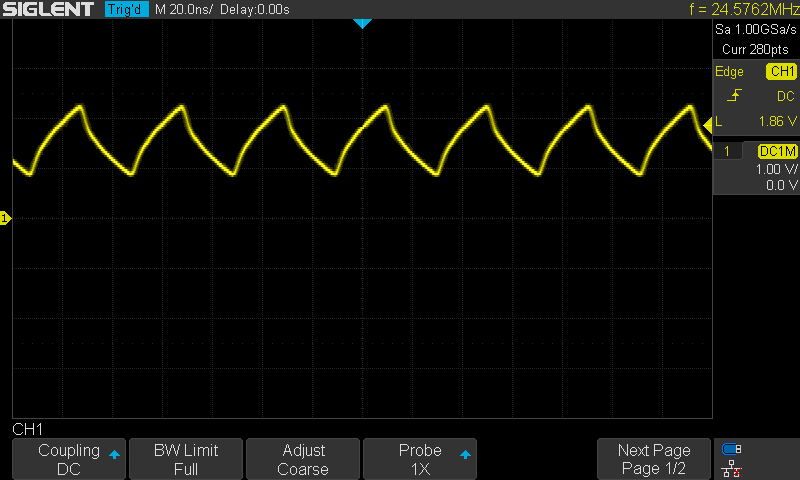 SIGLENT Trig'd M 20.0ns/ Delay:0.00s f = 24.5762MHz
Sa 1.00GSa/s
Curr 280pts
Edge CH1
DC
L 1.86 V
1 DC1M
1.00 V/
0.0 V
1
CH1
Coupling BW Limit Adjust Probe Next Page
DC Full Coarse 1X Page 1/2